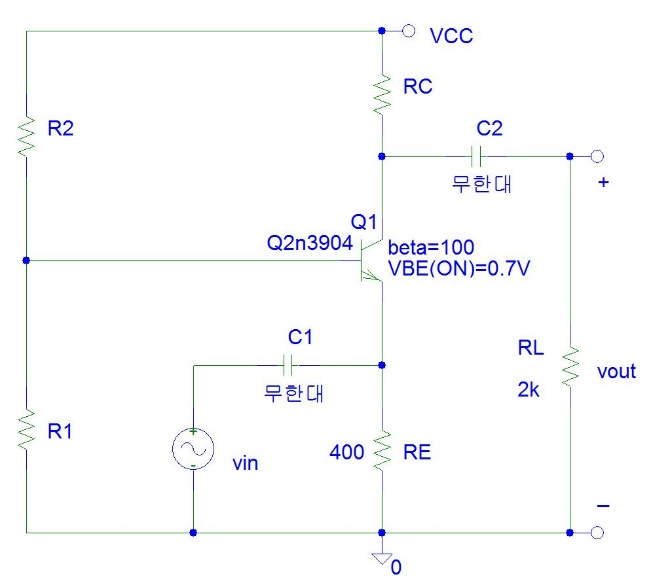 VCC
RC
R2
C2
무한대
+
Q1
Q2n3904
beta=100
VBE(ON)=0.7V
C1
무한대
RL
2k
vout
R1
+
-
vin
400
RE
–
0